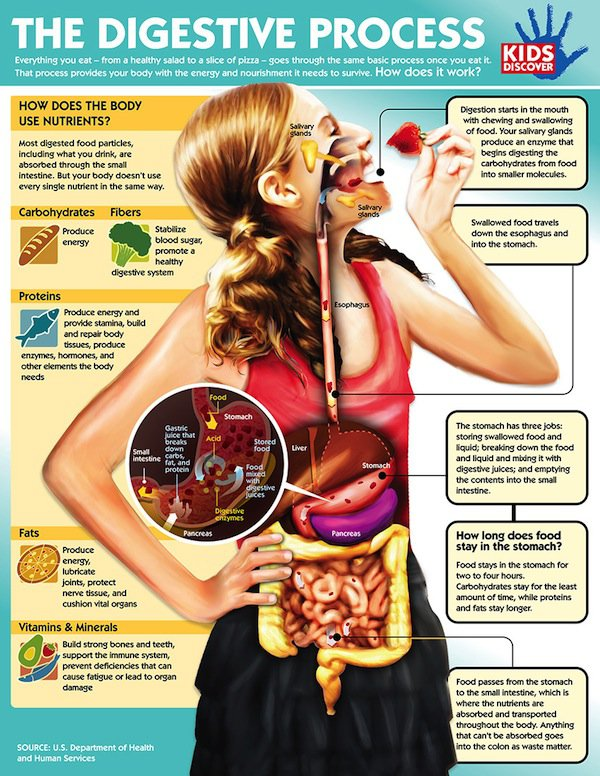 THE DIGESTIVE PROCESS
Everything you eat – from a healthy salad to a slice of pizza – goes through the same basic process once you eat it.
That process provides your body with the energy and nourishment it needs to survive. How does it work?
KIDS
DISCOVER
HOW DOES THE BODY
USE NUTRIENTS?
Most digested food particles,
including what you drink, are
absorbed through the small
intestine. But your body doesn't use
every single nutrient in the same way.
Carbohydrates
Produce
energy
Fibers
Stabilize
blood sugar,
promote a
healthy
digestive system
Proteins
Produce energy and
provide stamina, build
and repair body
tissues, produce
enzymes, hormones, and
other elements the body
needs
Fats
Produce
energy,
lubricate
joints, protect
nerve tissue, and
cushion vital organs
Vitamins & Minerals
Build strong bones and teeth,
support the immune system,
prevent deficiencies that can
cause fatigue or lead to organ
damage
SOURCE: U.S. Department of Health
and Human Services
Salivary
glands
Salivary
glands
Esophagus
Liver
Stomach
Pancreas
Food
Stomach
Gastric
juice that
breaks
down
carbs,
fat, and
protein
Acid
Stored
food
Small
intestine
Food
mixed
with
digestive
juices
Digestive
enzymes
Pancreas
Digestion starts in the mouth
with chewing and swallowing
of food. Your salivary glands
produce an enzyme that
begins digesting the
carbohydrates from food
into smaller molecules.
Swallowed food travels
down the esophagus and
into the stomach.
The stomach has three jobs:
storing swallowed food and
liquid; breaking down the food
and liquid and mixing it with
digestive juices; and emptying
the contents into the small
intestine.
How long does food
stay in the stomach?
Food stays in the stomach for
two to four hours.
Carbohydrates stay for the least
amount of time, while proteins
and fats stay longer.
Food passes from the stomach
to the small intestine, which is
where the nutrients are
absorbed and transported
throughout the body. Anything
that can't be absorbed goes
into the colon as waste matter.